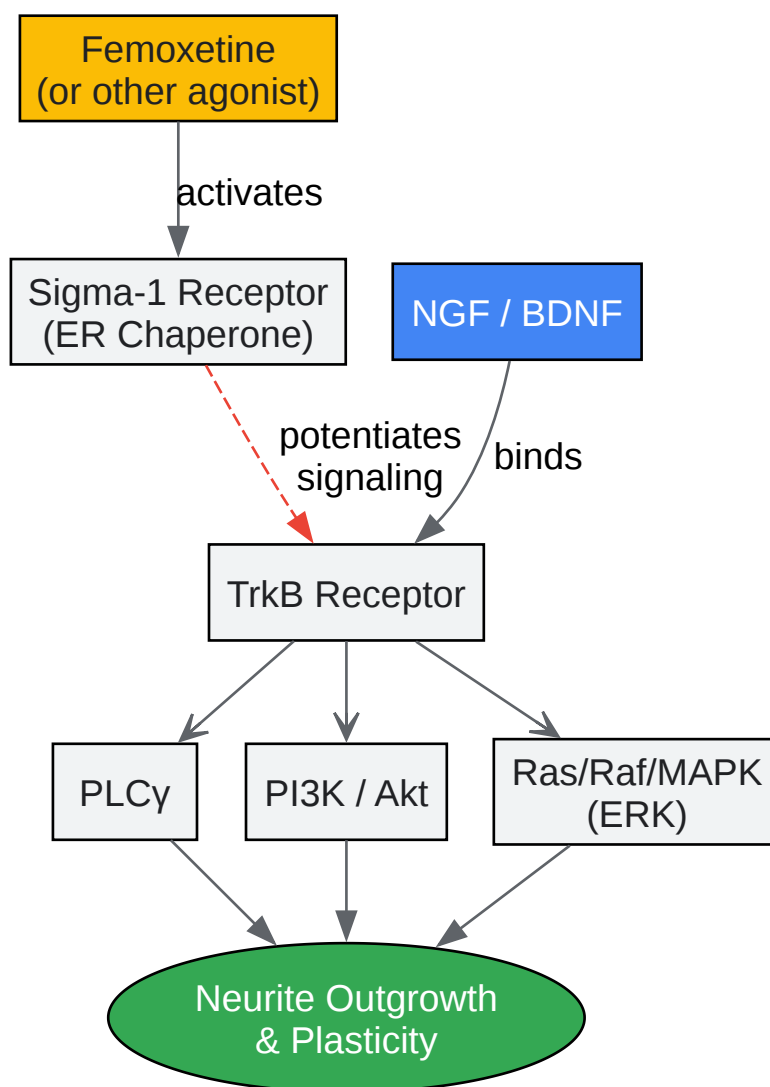 Femoxetine
(or other agonist)
activates
Sigma-1 Receptor
(ER Chaperone)
NGF / BDNF
potentiates
signaling
binds
TrkB Receptor
PLCγ
PI3K / Akt
Ras/Raf/MAPK
(ERK)
Neurite Outgrowth
& Plasticity